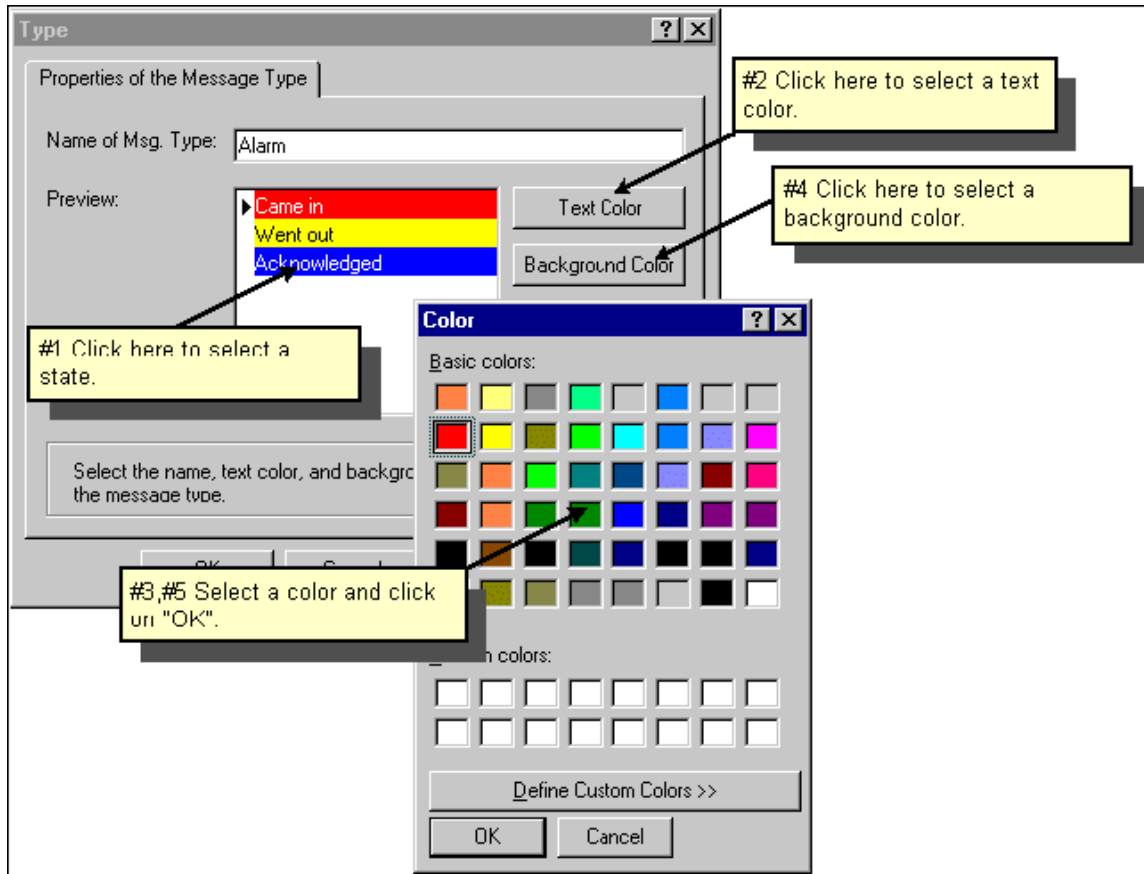 Type
Properties of the Message Type
#2 Click here to select a text
color.
Name of Msg. Type:
Alarm
Preview:
Came in
Went out
Acknowledged
Text Color
Background Color
#4 Click here to select a
background color.
#1 Click here to select a
state.
Color
Basic colors:
Select the name, text color, and backgr
the message type.
#3,#5 Select a color and click
on "OK".
colors:
Define Custom Colors >>
OK
Cancel